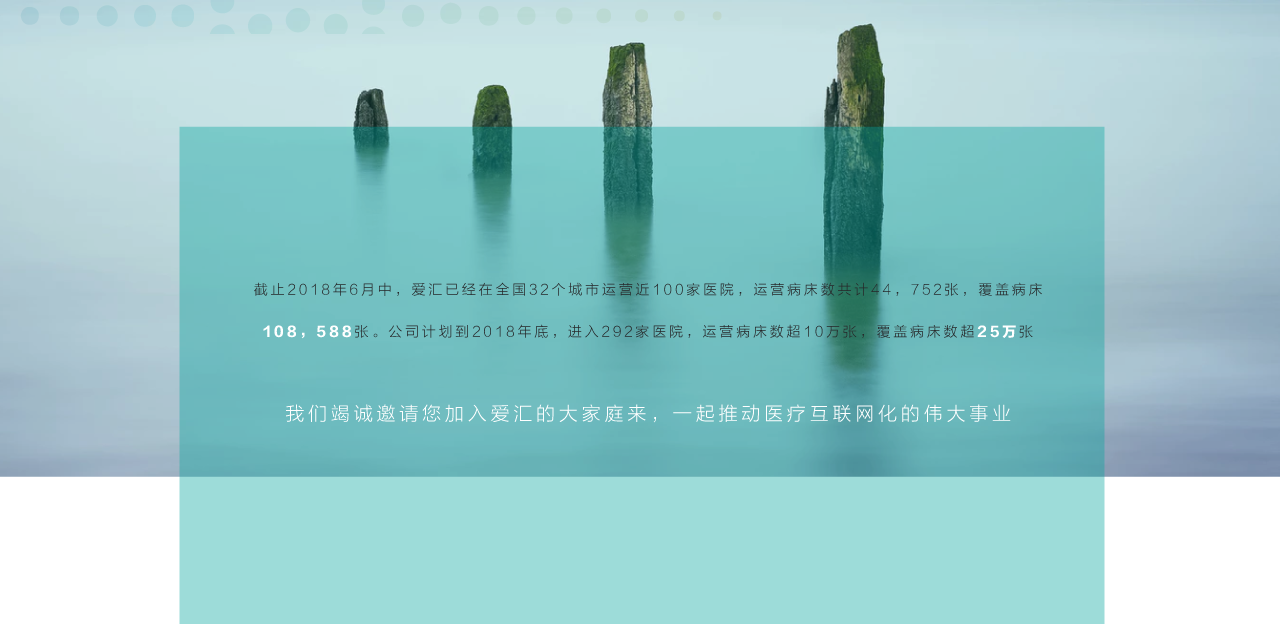 截止2018年6月中，爱汇已经在全国32个城市运营近100家医院，运营病床数共计44，752张，覆盖病床
108，588张。公司计划到2018年底，进入292家医院，运营病床数超10万张，覆盖病床数超25万张
我们竭诚邀请您加入爱汇的大家庭来，一起推动医疗互联网化的伟大事业